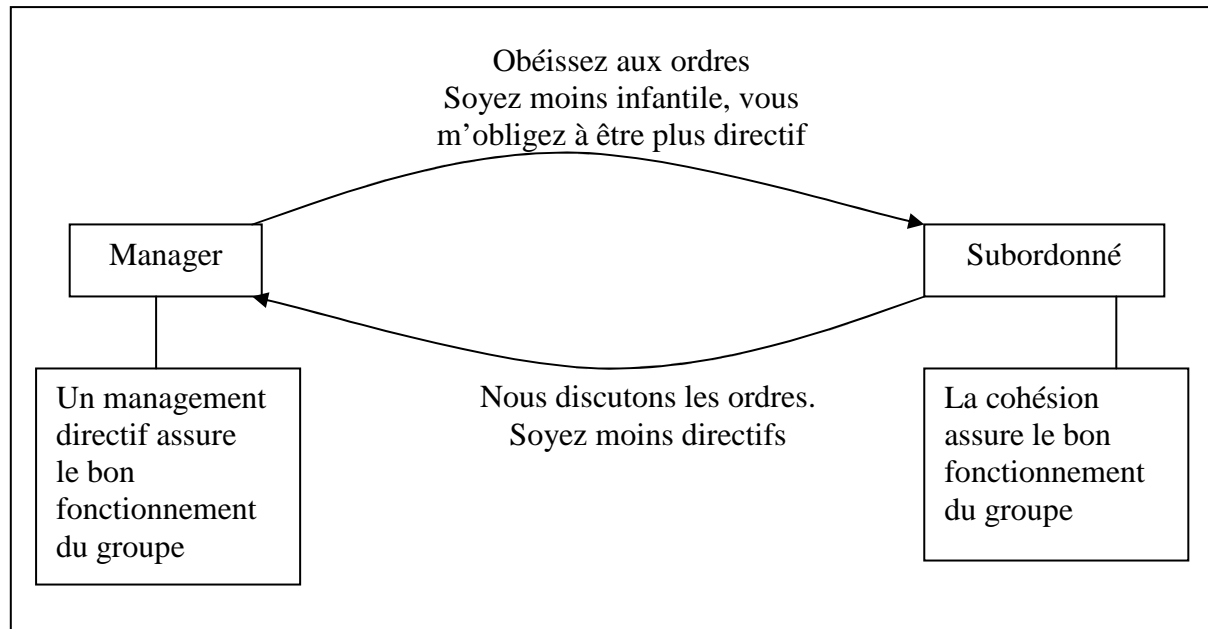 Obéissez aux ordres
Soyez moins infantile, vous
m’obligez à être plus directif
Manager
Subordonné
Nous discutons les ordres.
Soyez moins directifs
Un management
directif assure
le bon
fonctionnement
du groupe
La cohésion
assure le bon
fonctionnement
du groupe